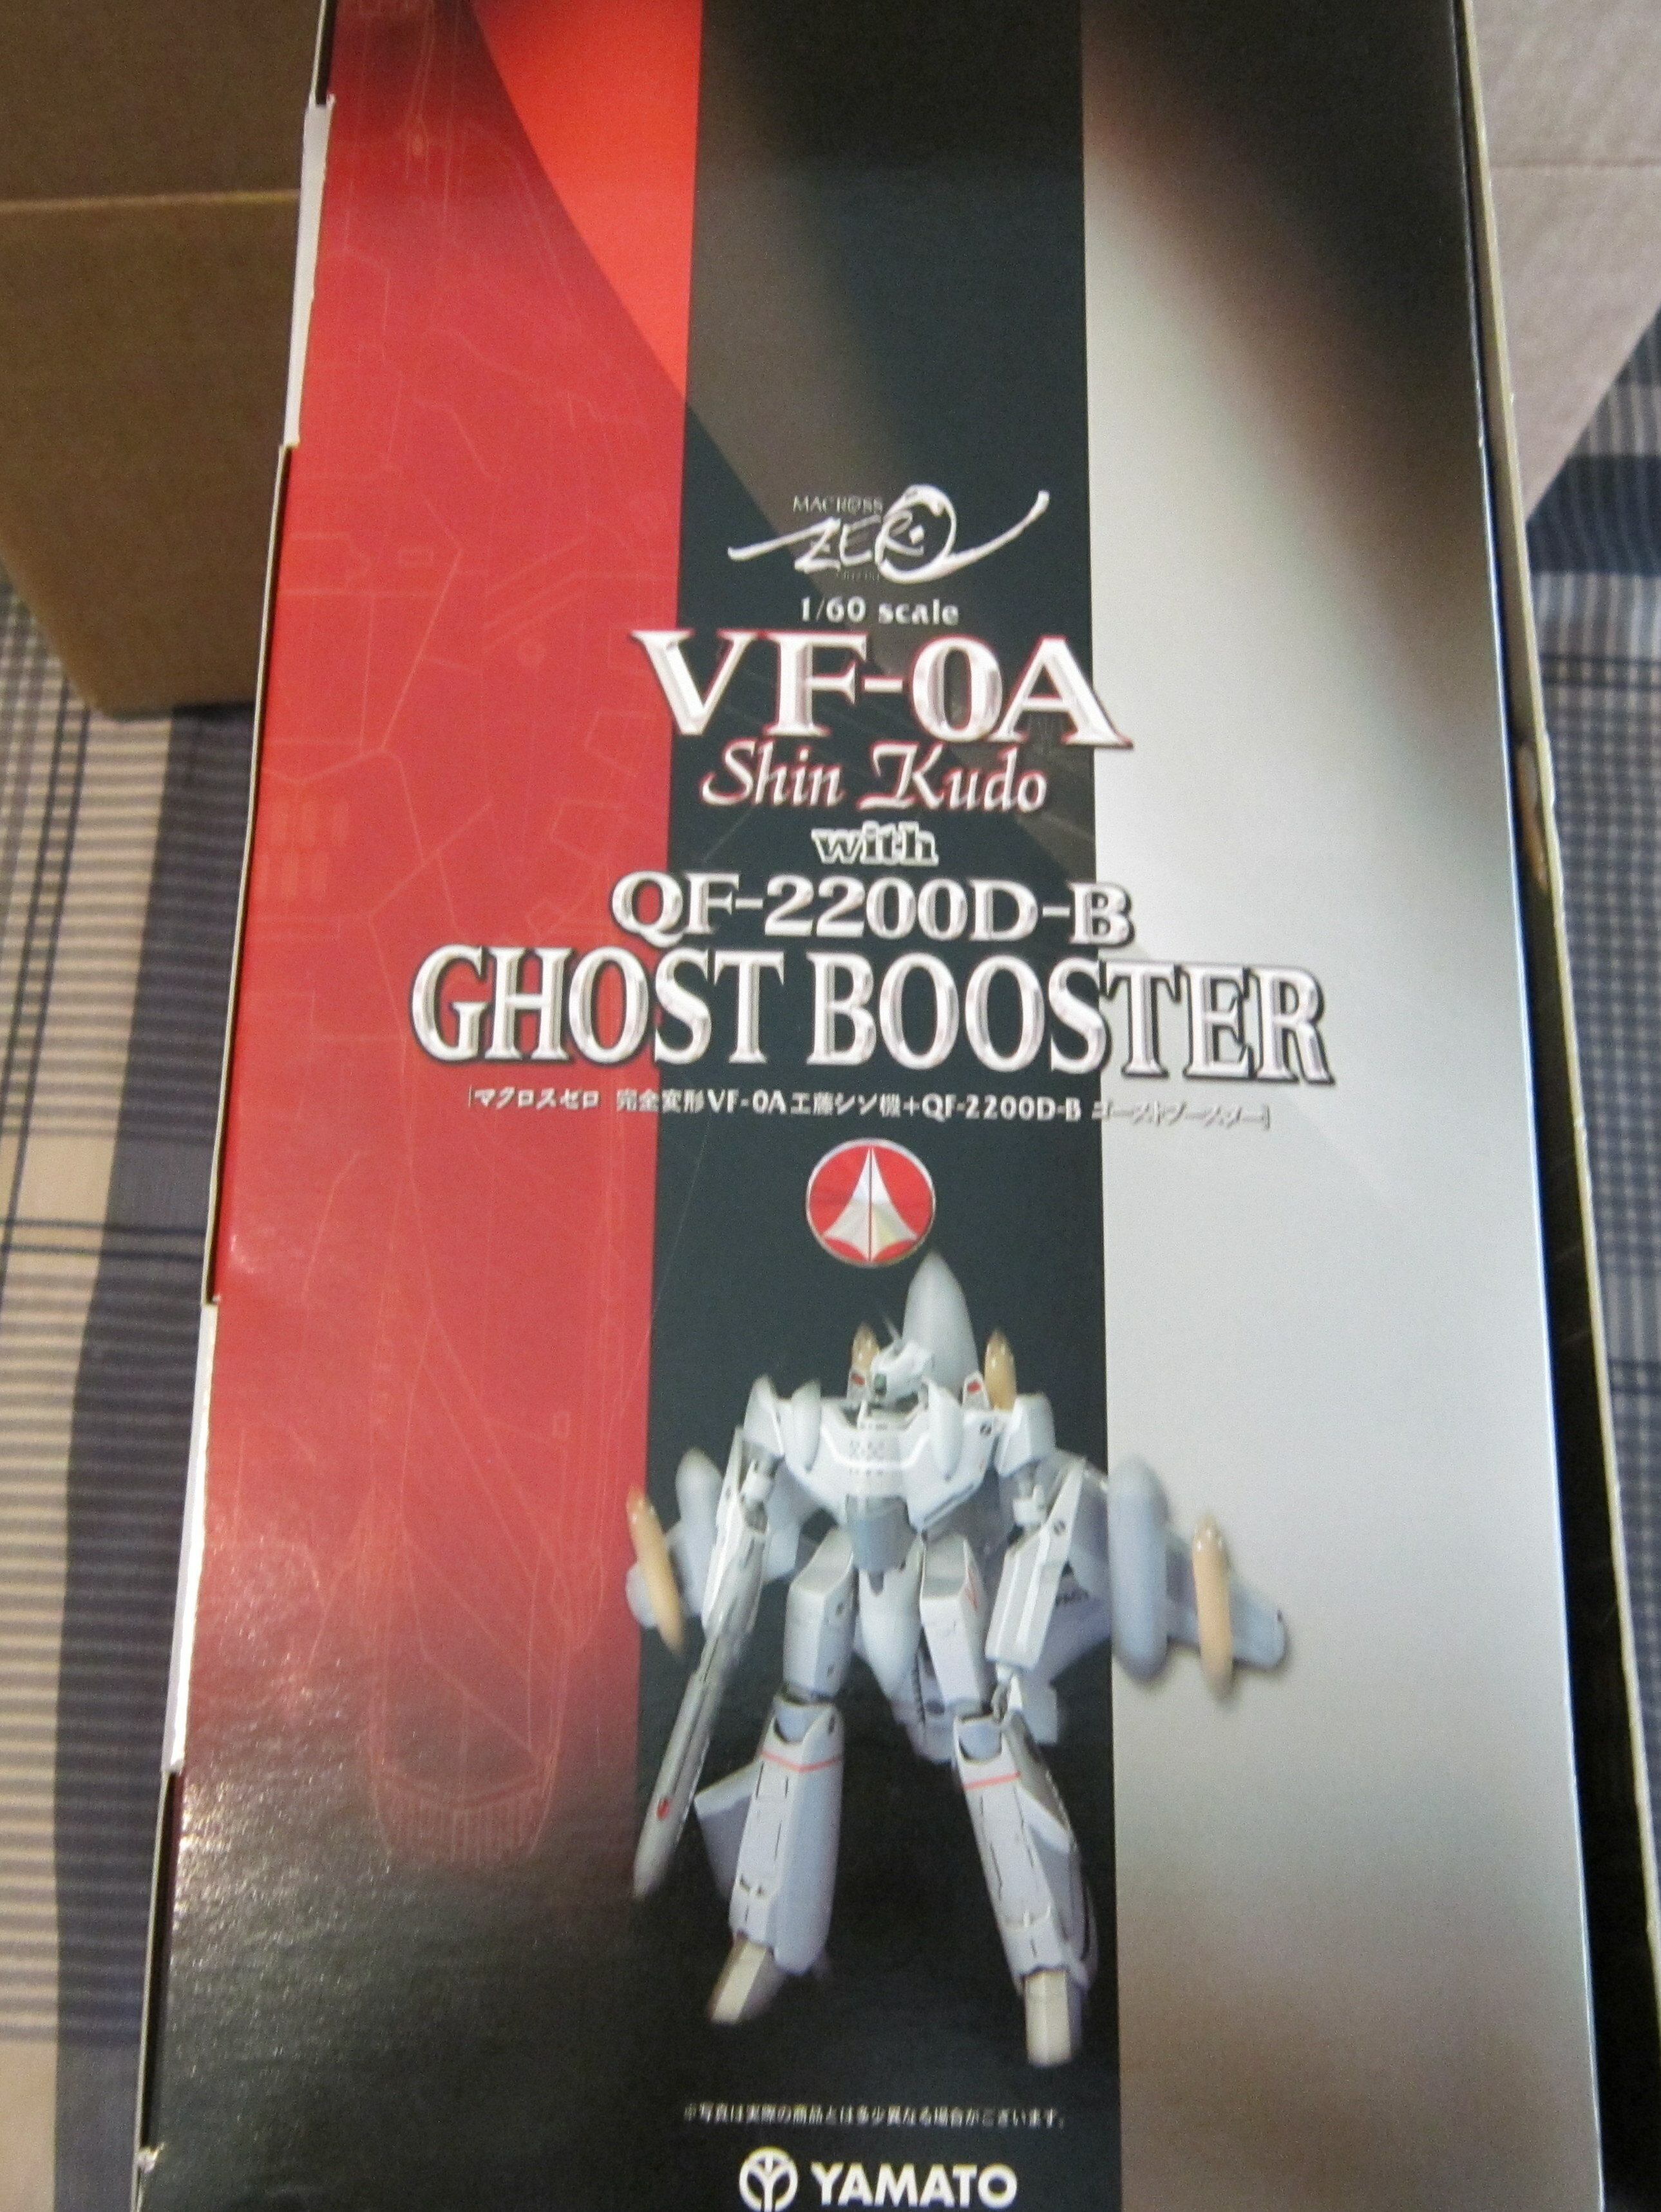 MACROSS
ZERO
1/60 scale
VF-0A
Shin Kudo
with
QF-2200D-B
GHOST BOOSTER
「マクロスゼロ 完全変形VF-0A工藤シン機+QF-2200D-B ゴーストブースター」
※写真は実際の商品とは多少異なる場合がございます。
YAMATO